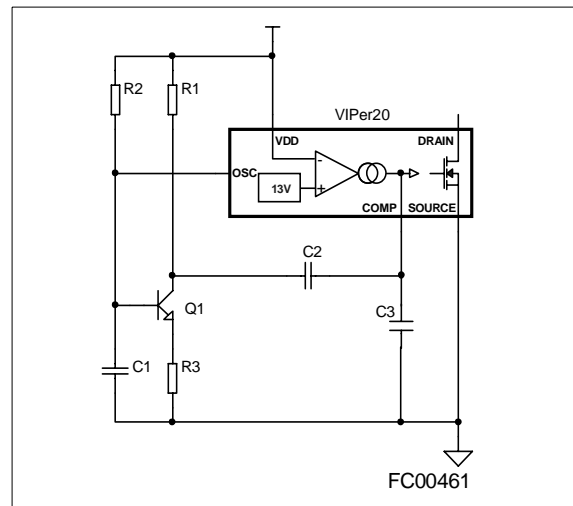 R2
R1
VIPer20
VDD
DRAIN
OSC
-
13V
+
COMP
SOURCE
C2
Q1
C3
C1
R3
FC00461